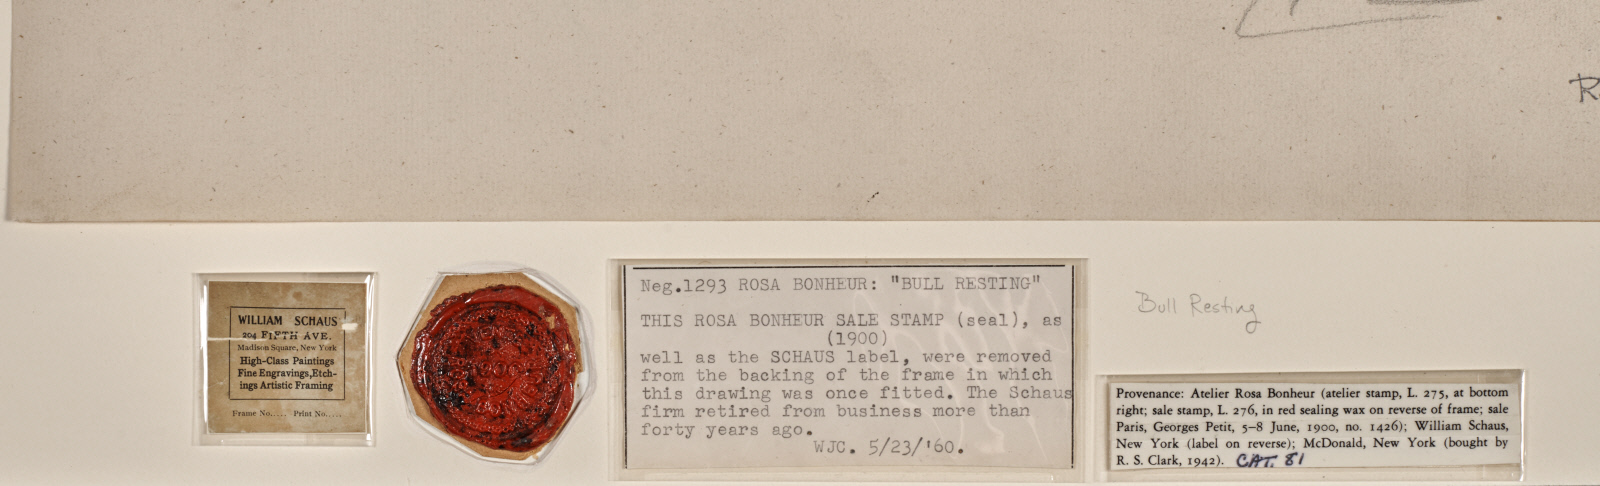 R
WILLIAM SCHAUS
204 FIFTH AVE.
Madison Square, New York
High-Class Paintings
Fine Engravings,Etch-
ings Artistic Framing
Frame No..... Print No.....
1900
Neg.1293 ROSA BONHEUR: "BULL RESTING"
THIS ROSA BONHEUR SALE STAMP (seal), as
(1900)
well as the SCHAUS label, were removed
from the backing of the frame in which
this drawing was once fitted. The Schaus
firm retired from business more than
forty years ago.
WJC. 5/23/'60.
Bull Resting
Provenance: Atelier Rosa Bonheur (atelier stamp, L. 275, at bottom
right; sale stamp, L. 276, in red sealing wax on reverse of frame; sale
Paris, Georges Petit, 5–8 June, 1900, no. 1426); William Schaus,
New York (label on reverse); McDonald, New York (bought by
R. S. Clark, 1942). CAT. 81